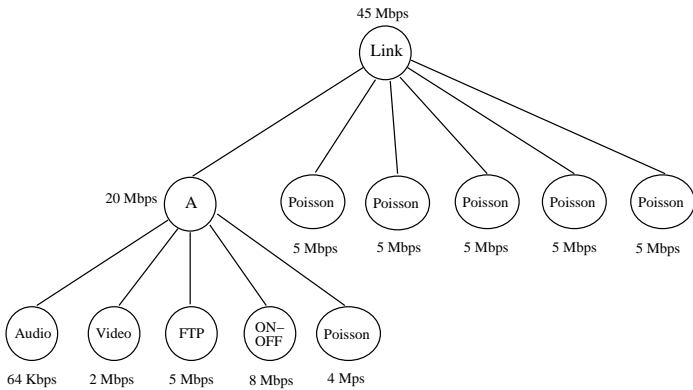 45 Mbps
Link
20 Mbps
A
Poisson
Poisson
Poisson
Poisson
Poisson
5 Mbps
5 Mbps
5 Mbps
5 Mbps
5 Mbps
Audio
Video
FTP
ON−
OFF
Poisson
64 Kbps
2 Mbps
5 Mbps
8 Mbps
4 Mps